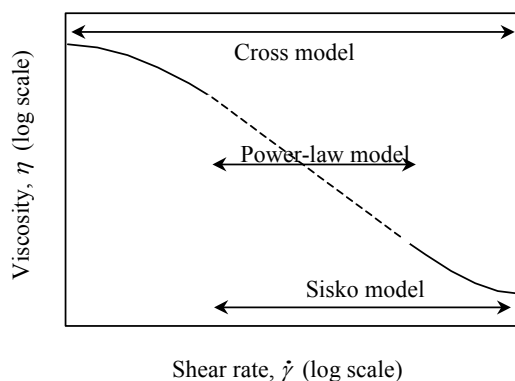 Cross model
Power-law model
Sisko model
Viscosity, η (log scale)
Shear rate, γ̇ (log scale)